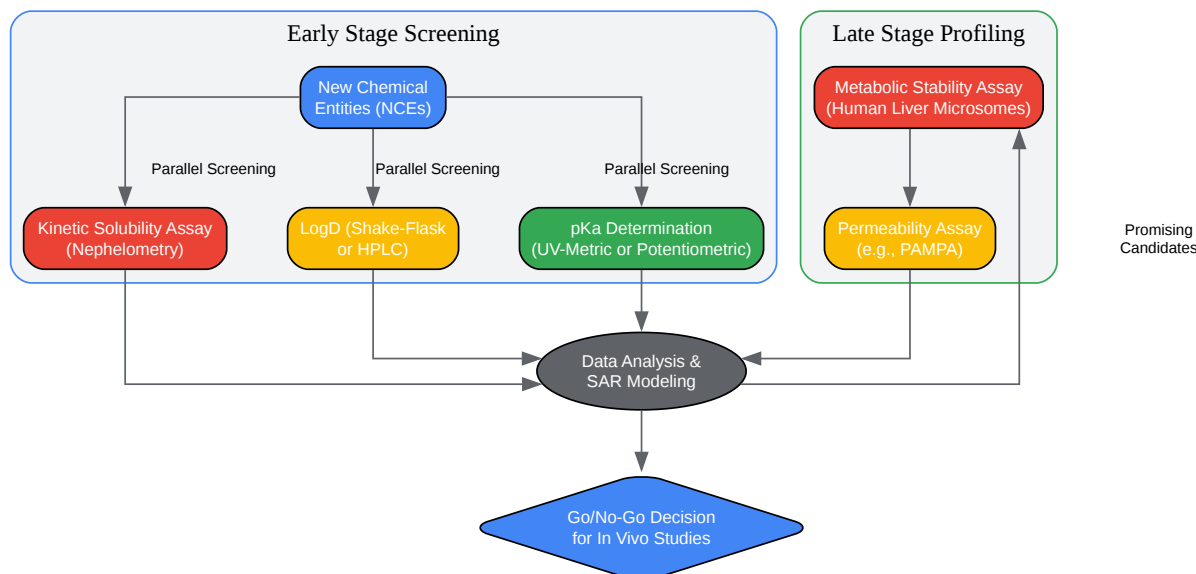 Early Stage Screening
Late Stage Profiling
New Chemical
Entities (NCEs)
Metabolic Stability Assay
(Human Liver Microsomes)
Parallel Screening
Parallel Screening
Parallel Screening
Kinetic Solubility Assay
(Nephelometry)
LogD (Shake-Flask
or HPLC)
pKa Determination
(UV-Metric or Potentiometric)
Permeability Assay
(e.g., PAMPA)
Promising
Candidates
Data Analysis &
SAR Modeling
Go/No-Go Decision
for In Vivo Studies